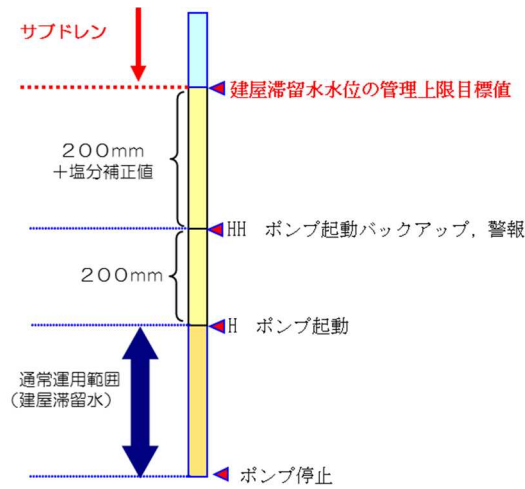 サブドレン
建屋滞留水水位の管理上限目標値
２００mm
＋塩分補正値
HH ポンプ起動バックアップ，警報
２００mm
H ポンプ起動
通常運用範囲
（建屋滞留水）
ポンプ停止